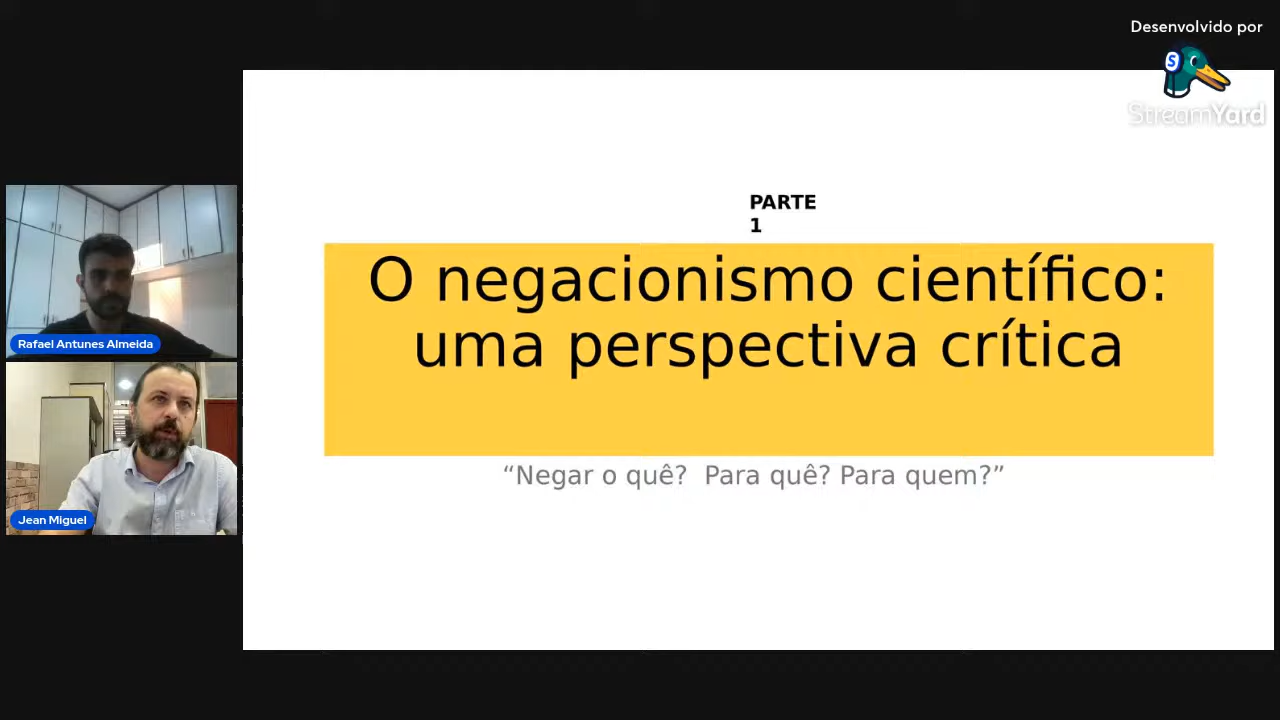 Desenvolvido por
S
StreamYard
PARTE
1
O negacionismo científico:
uma perspectiva crítica
“Negar o quê? Para quê? Para quem?”
Rafael Antunes Almeida
Jean Miguel